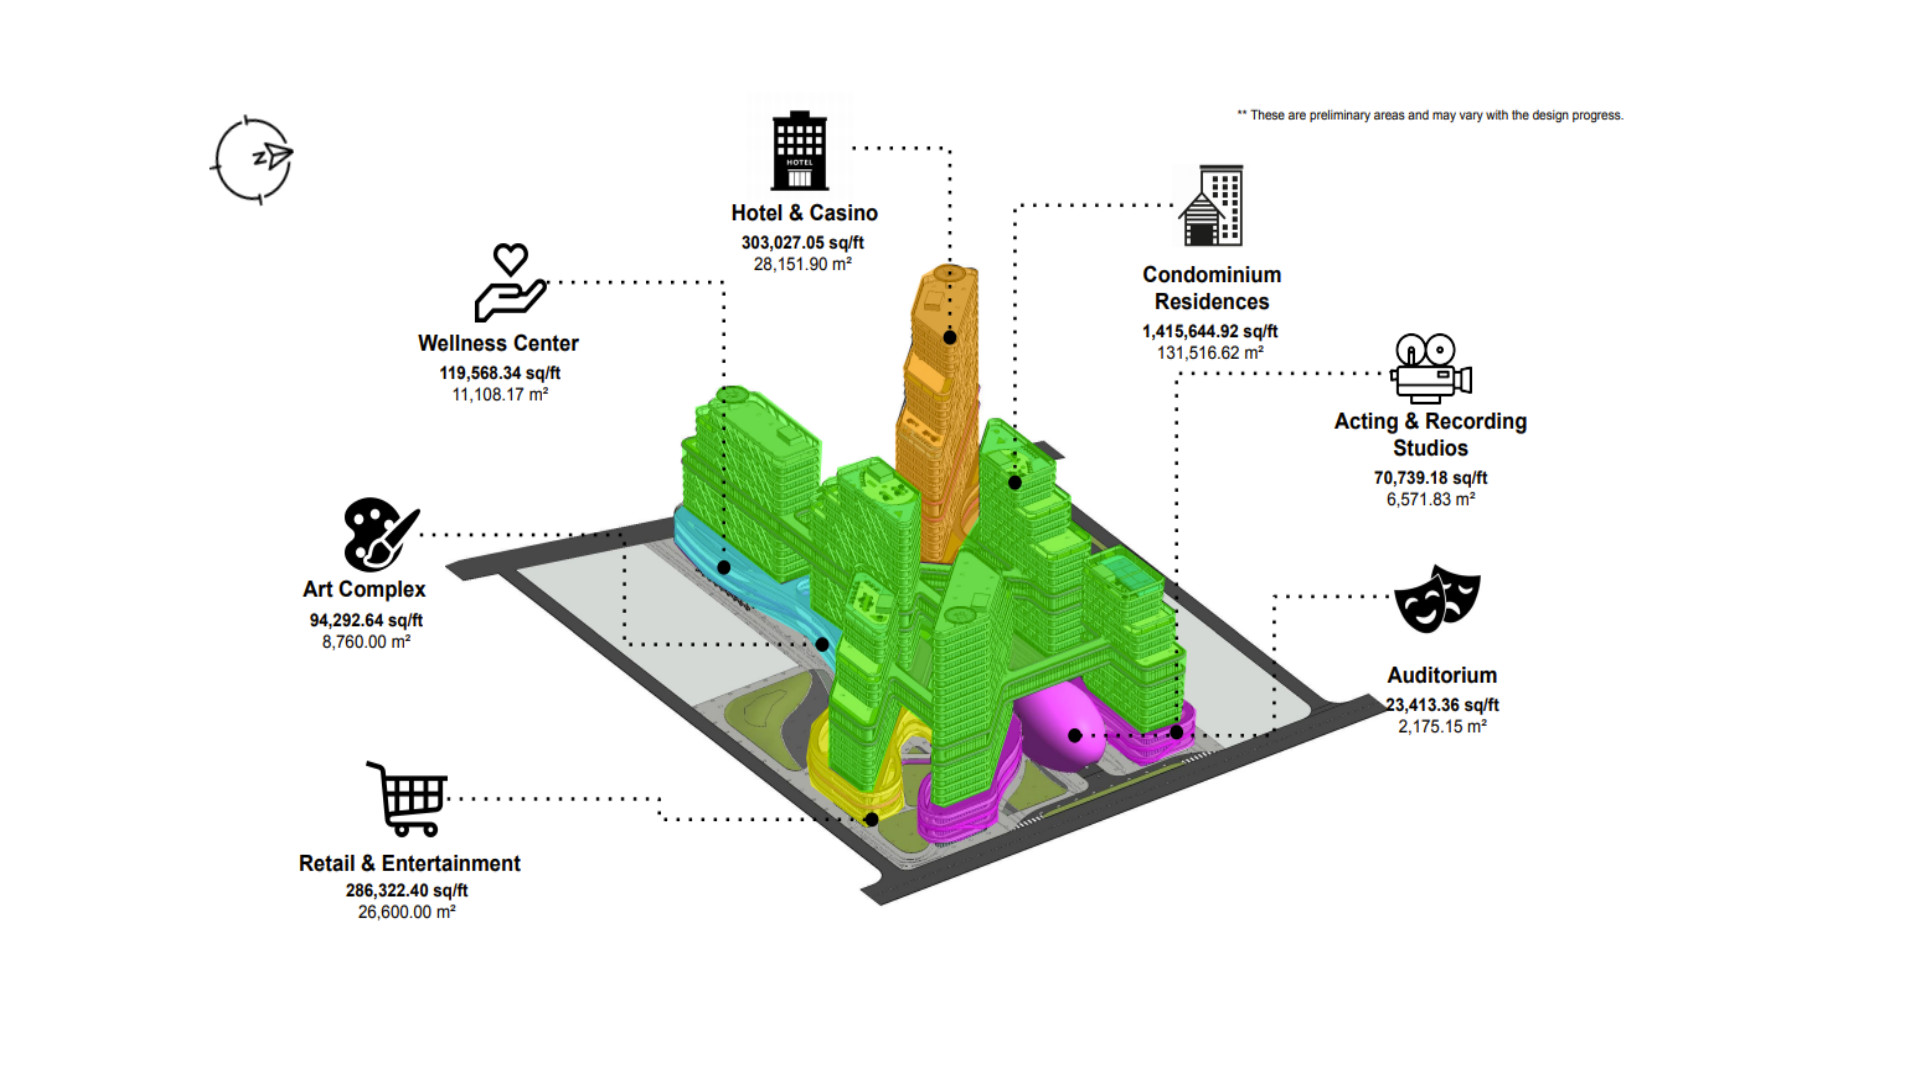 ** These are preliminary areas and may vary with the design progress.
Z
HOTEL
Hotel & Casino
303,027.05 sq/ft
28,151.90 m²
Condominium
Residences
1,415,644.92 sq/ft
131,516.62 m²
Wellness Center
119,568.34 sq/ft
11,108.17 m²
Acting & Recording
Studios
70,739.18 sq/ft
6,571.83 m²
Art Complex
94,292.64 sq/ft
8,760.00 m²
Auditorium
23,413.36 sq/ft
2,175.15 m²
Retail & Entertainment
286,322.40 sq/ft
26,600.00 m²